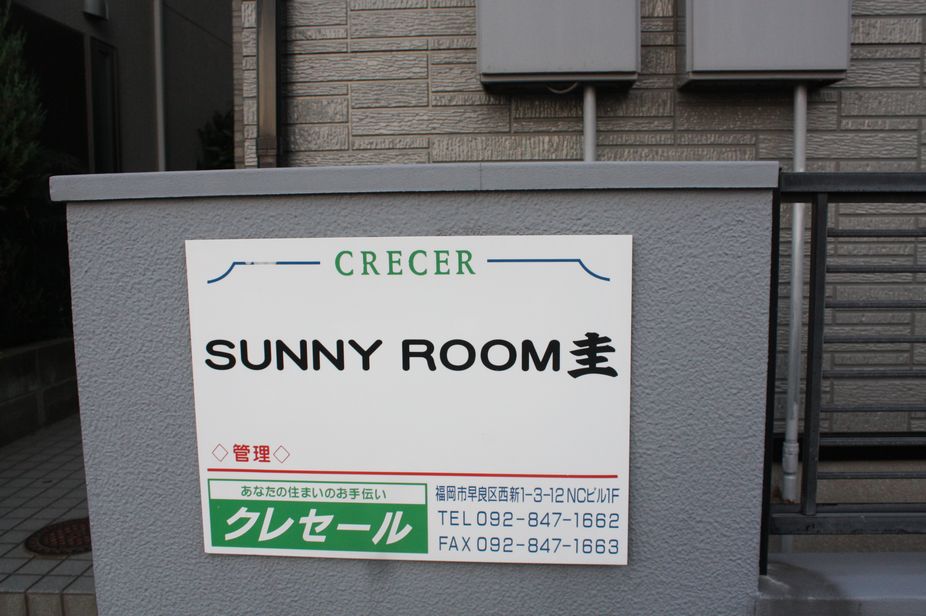 CRECER
SUNNY ROOM圭
◇管理◇
あなたの住まいのお手伝い
クレセール
福岡市早良区西新1-3-12 NCビル1F
TEL 092-847-1662
FAX 092-847-1663